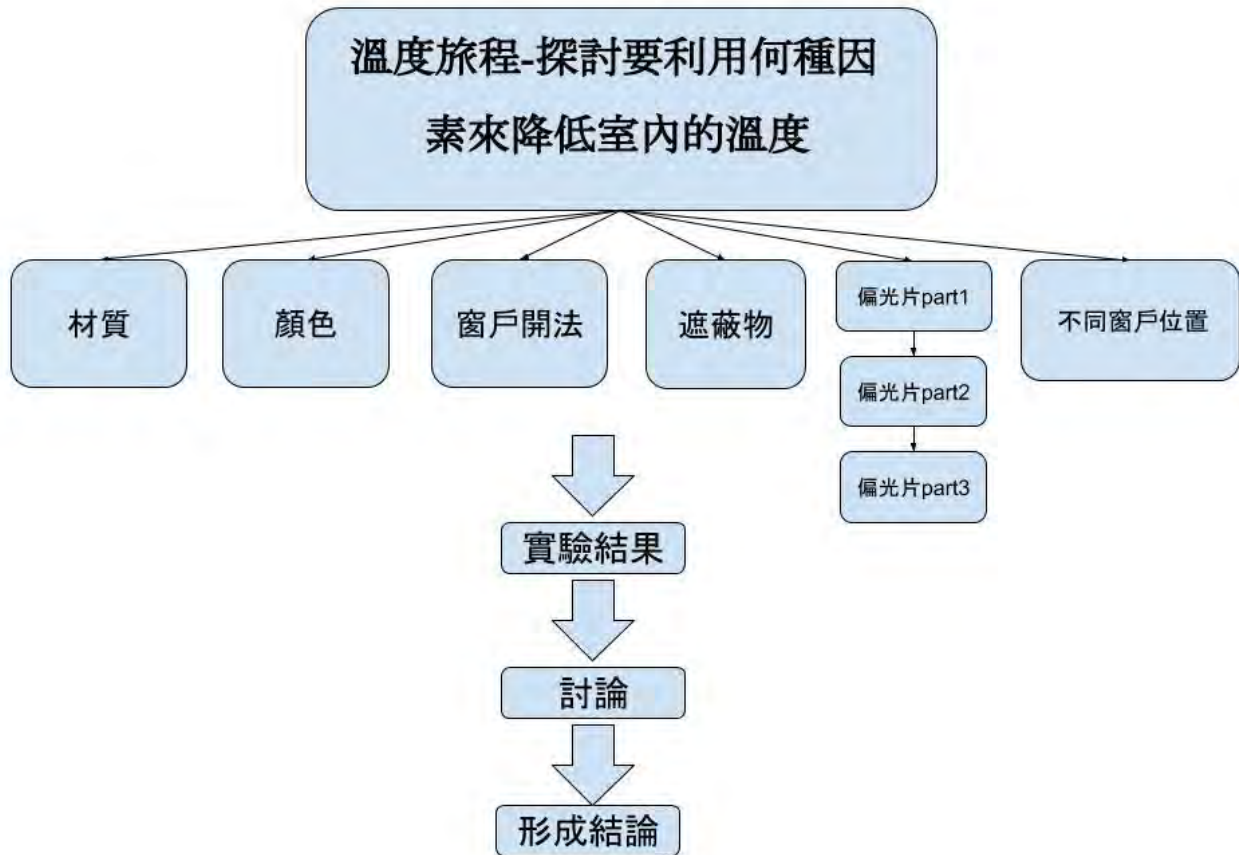 溫度旅程-探討要利用何種因
素來降低室內的溫度
材質
顏色
窗戶開法
遮蔽物
偏光片part1
不同窗戶位置
偏光片part2
偏光片part3
實驗結果
討論
形成結論